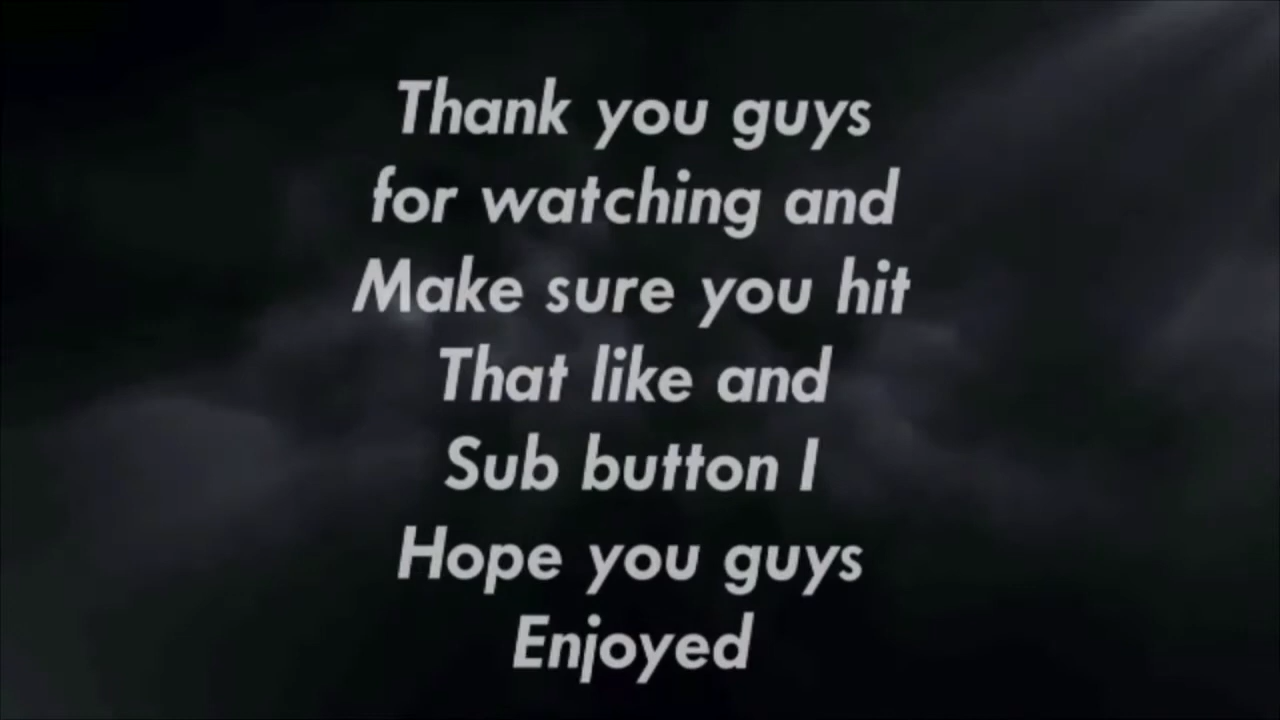 Thank you guys
for watching and
Make sure you hit
That like and
Sub button I
Hope you guys
Enjoyed